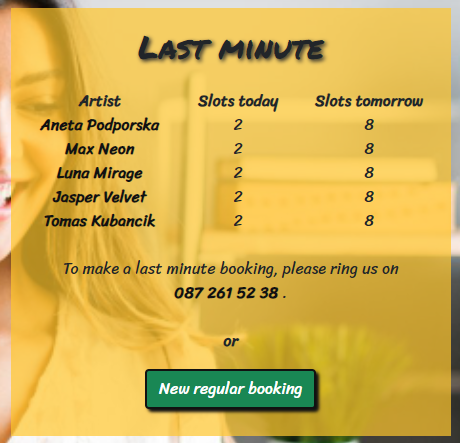 Last minute
Artist Slots today Slots tomorrow
Aneta Podporska 2 8
Max Neon 2 8
Luna Mirage 2 8
Jasper Velvet 2 8
Tomas Kubancik 2 8
To make a last minute booking, please ring us on
087 261 52 38 .
or
New regular booking